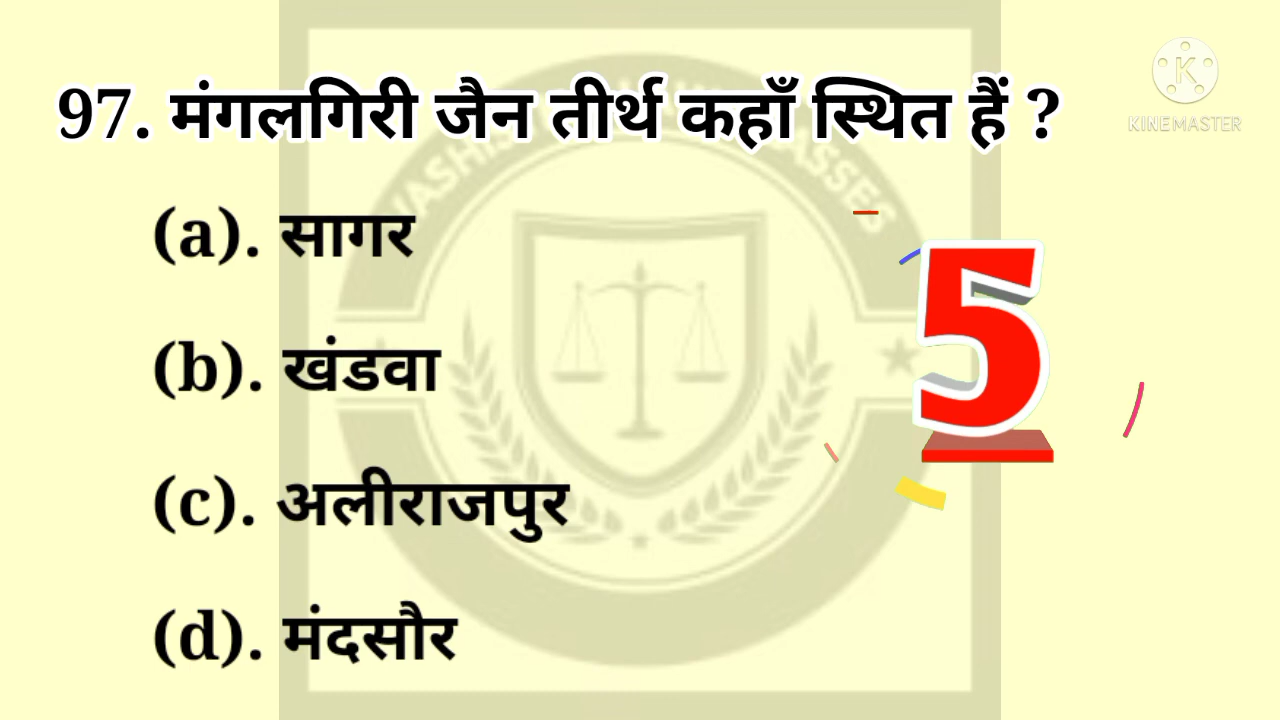 97. मंगलगिरी जैन तीर्थ कहाँ स्थित हैं ?
KINEMASTER
(a). सागर
(b). खंडवा
5
(c). अलीराजपुर
(d). मंदसौर